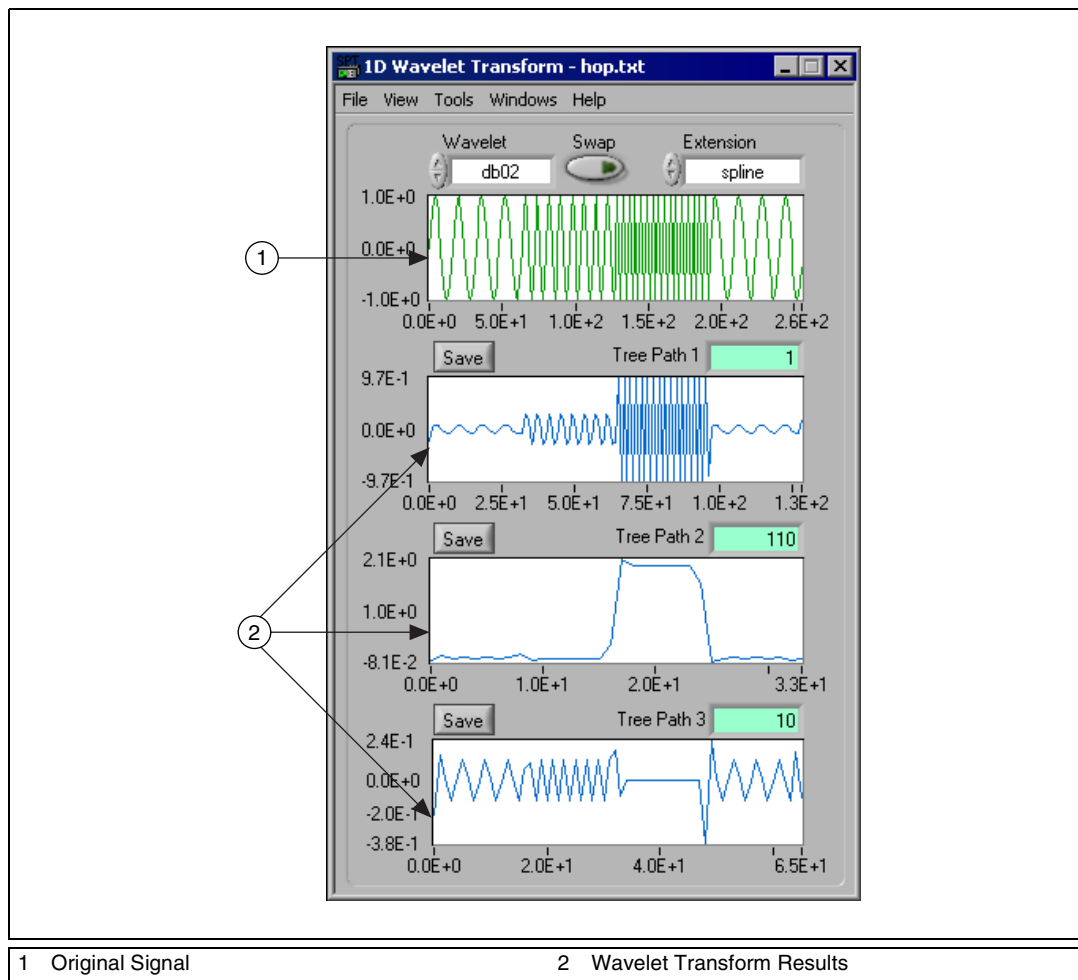 SPT 1D Wavelet Transform - hop.txt
File View Tools Windows Help
Wavelet Swap Extension
db02 spline
1.0E+0
0.0E+0
-1.0E+0
0.0E+0 5.0E+1 1.0E+2 1.5E+2 2.0E+2 2.6E+2
1
Save Tree Path 1 1
9.7E-1
0.0E+0
-9.7E-1
0.0E+0 2.5E+1 5.0E+1 7.5E+1 1.0E+2 1.3E+2
Save Tree Path 2 110
2.1E+0
1.0E+0
-8.1E-2
0.0E+0 1.0E+1 2.0E+1 3.3E+1
2
Save Tree Path 3 10
2.4E-1
0.0E+0
-2.0E-1
-3.8E-1
0.0E+0 2.0E+1 4.0E+1 6.5E+1
1 Original Signal 2 Wavelet Transform Results